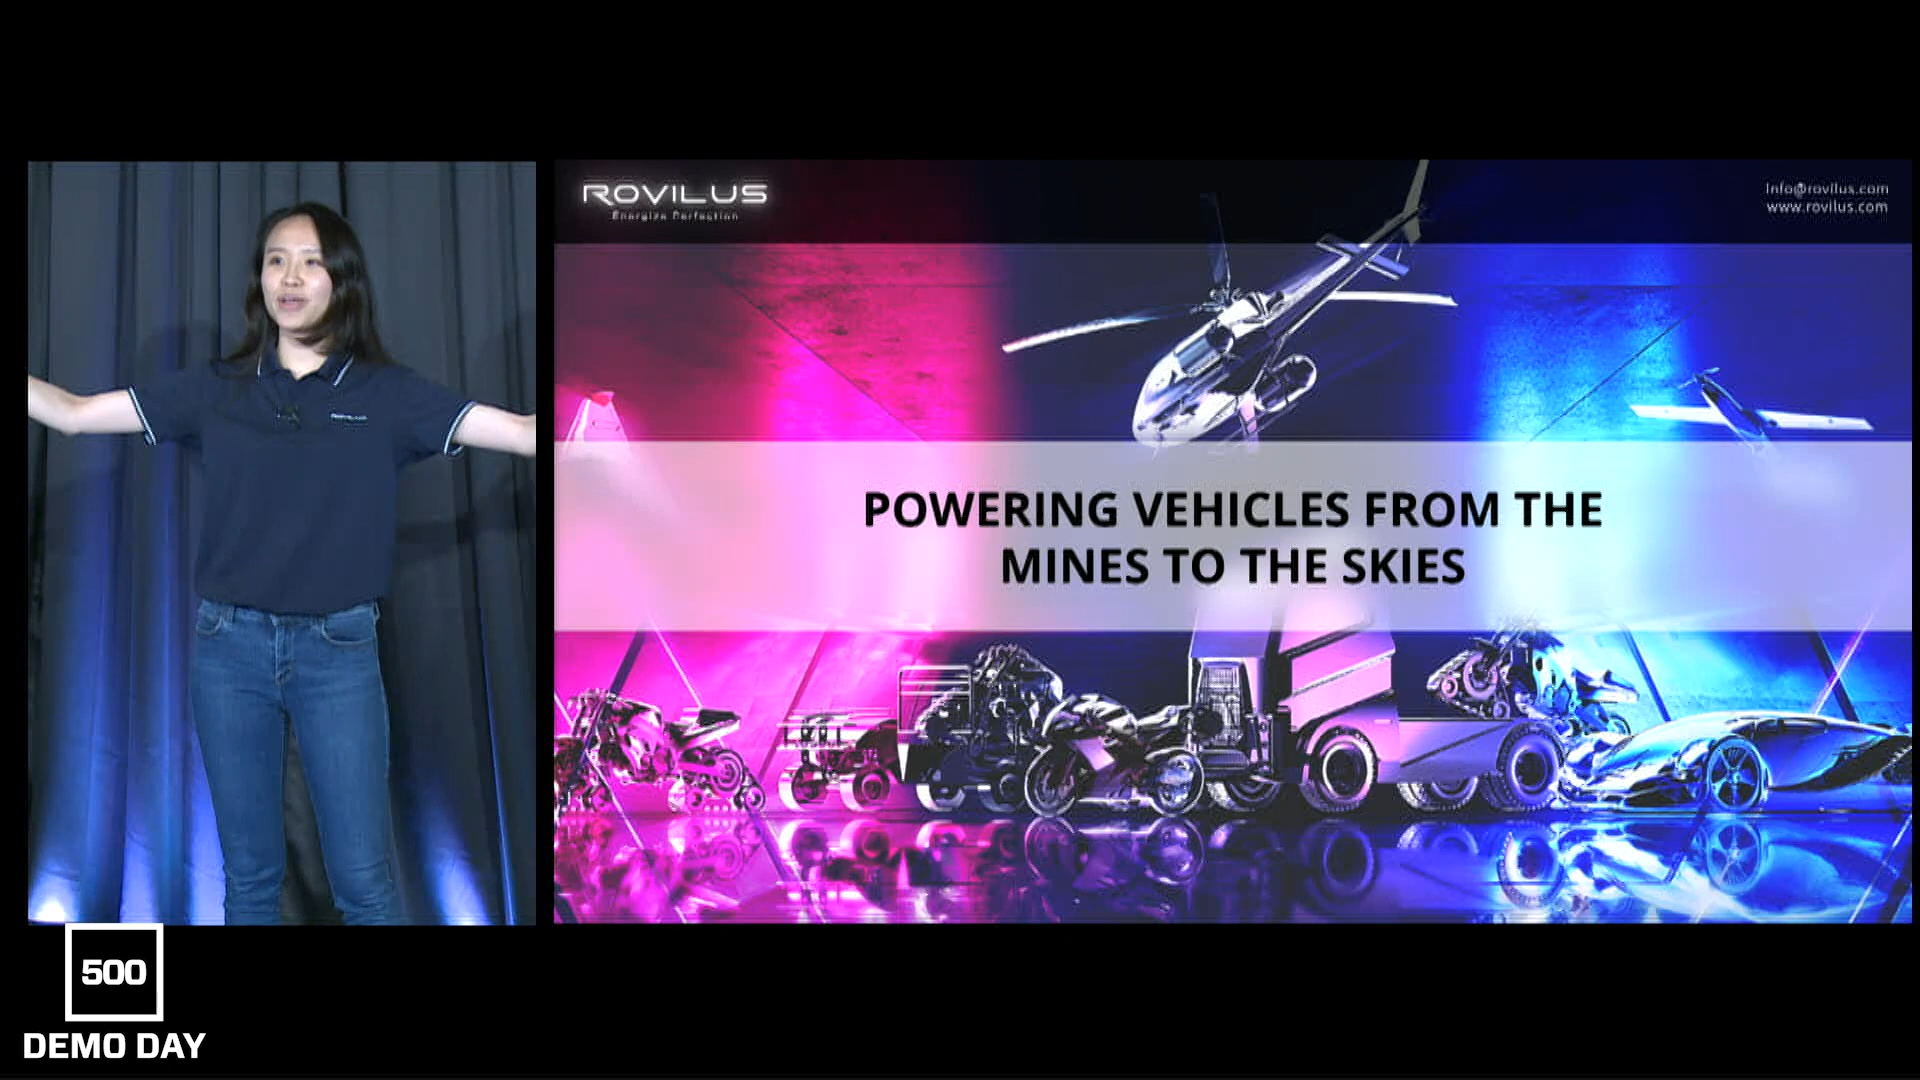 ROVILUS
Energize Perfection
Info@rovilus.com
www.rovilus.com
ROVILUS
POWERING VEHICLES FROM THE
MINES TO THE SKIES
500
DEMO DAY